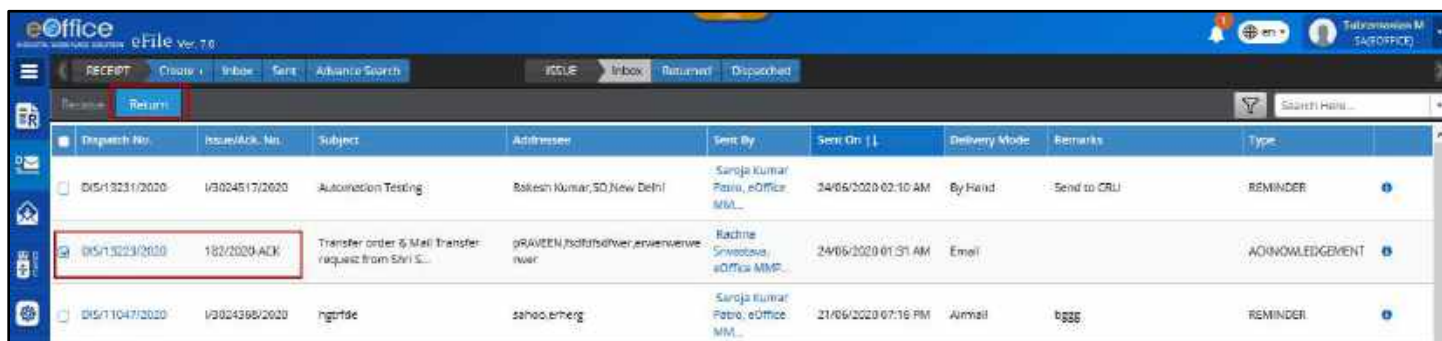 eOffice
eFile Ver. 7.0
en
SA(EOFFICE)
RECEIPT Create Inbox Sent Advance Search ISSUE Inbox Returned Dispatched
Receive Return Search Here...
Dispatch No. Issue/Ack. No. Subject Addressee Sent By Sent On Delivery Mode Remarks Type
DIS/13231/2020 I/3024517/2020 Automation Testing Rakesh Kumar,SO,New Delhi Saroja Kumar Patro, eOffice MM... 24/06/2020 02:10 AM By Hand Send to CRU REMINDER
DIS/13223/2020 182/2020-ACK Transfer order & Mail Transfer request from Shri S... Rachna Srivastava, eOffice MMP... 24/06/2020 01:31 AM Email ACKNOWLEDGEMENT
DIS/11047/2020 I/3024368/2020 hgtrfde sahoo,erherg Saroja Kumar Patro, eOffice MM... 21/06/2020 07:16 PM Airmail bggg REMINDER